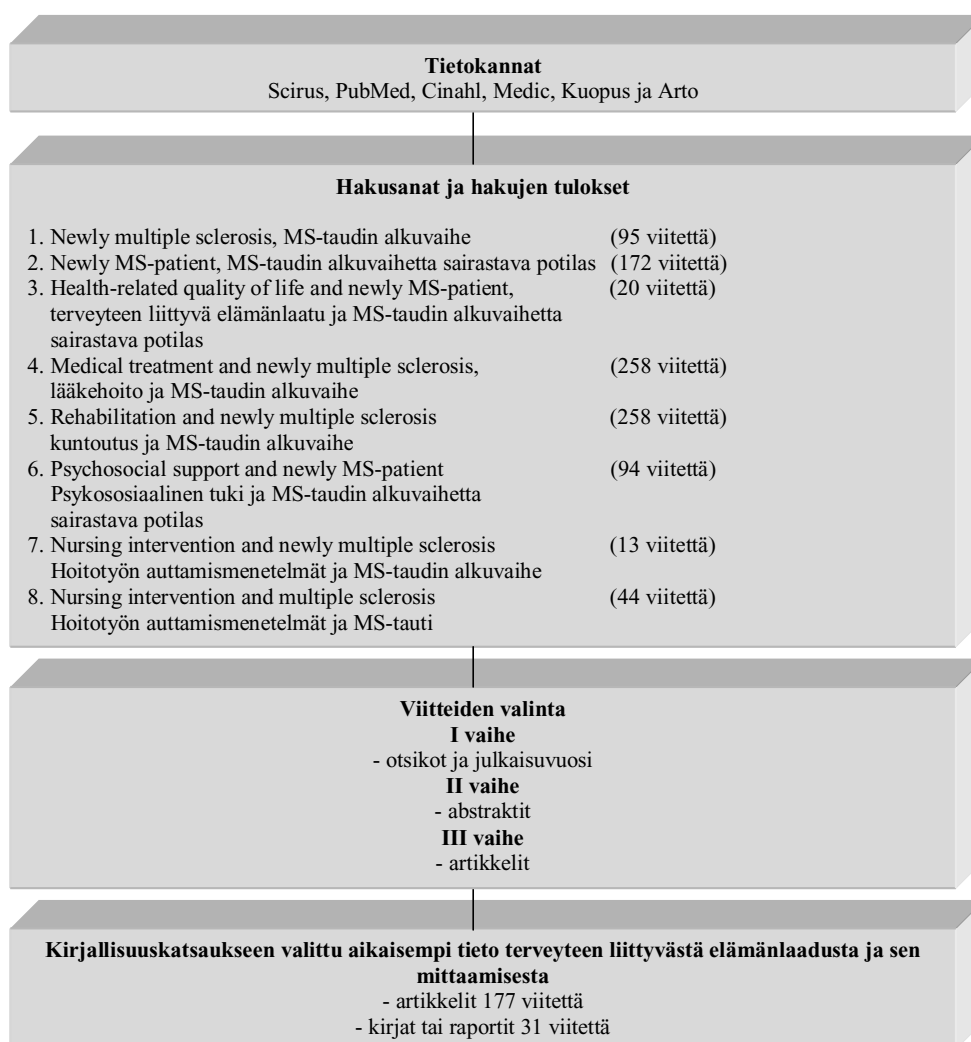 Tietokannat
Scirus, PubMed, Cinahl, Medic, Kuopus ja Arto
Hakusanat ja hakujen tulokset
1. Newly multiple sclerosis, MS-taudin alkuvaihe (95 viitettä)
2. Newly MS-patient, MS-taudin alkuvaihetta sairastava potilas (172 viitettä)
3. Health-related quality of life and newly MS-patient, (20 viitettä)
terveyteen liittyvä elämänlaatu ja MS-taudin alkuvaihetta
sairastava potilas
4. Medical treatment and newly multiple sclerosis, (258 viitettä)
lääkehoito ja MS-taudin alkuvaihe
5. Rehabilitation and newly multiple sclerosis (258 viitettä)
kuntoutus ja MS-taudin alkuvaihe
6. Psychosocial support and newly MS-patient (94 viitettä)
Psykososiaalinen tuki ja MS-taudin alkuvaihetta
sairastava potilas
7. Nursing intervention and newly multiple sclerosis (13 viitettä)
Hoitotyön auttamismenetelmät ja MS-taudin alkuvaihe
8. Nursing intervention and multiple sclerosis (44 viitettä)
Hoitotyön auttamismenetelmät ja MS-tauti
Viitteiden valinta
I vaihe
- otsikot ja julkaisuvuosi
II vaihe
- abstraktit
III vaihe
- artikkelit
Kirjallisuuskatsaukseen valittu aikaisempi tieto terveyteen liittyvästä elämänlaadusta ja sen
mittaamisesta
- artikkelit 177 viitettä
- kirjat tai raportit 31 viitettä